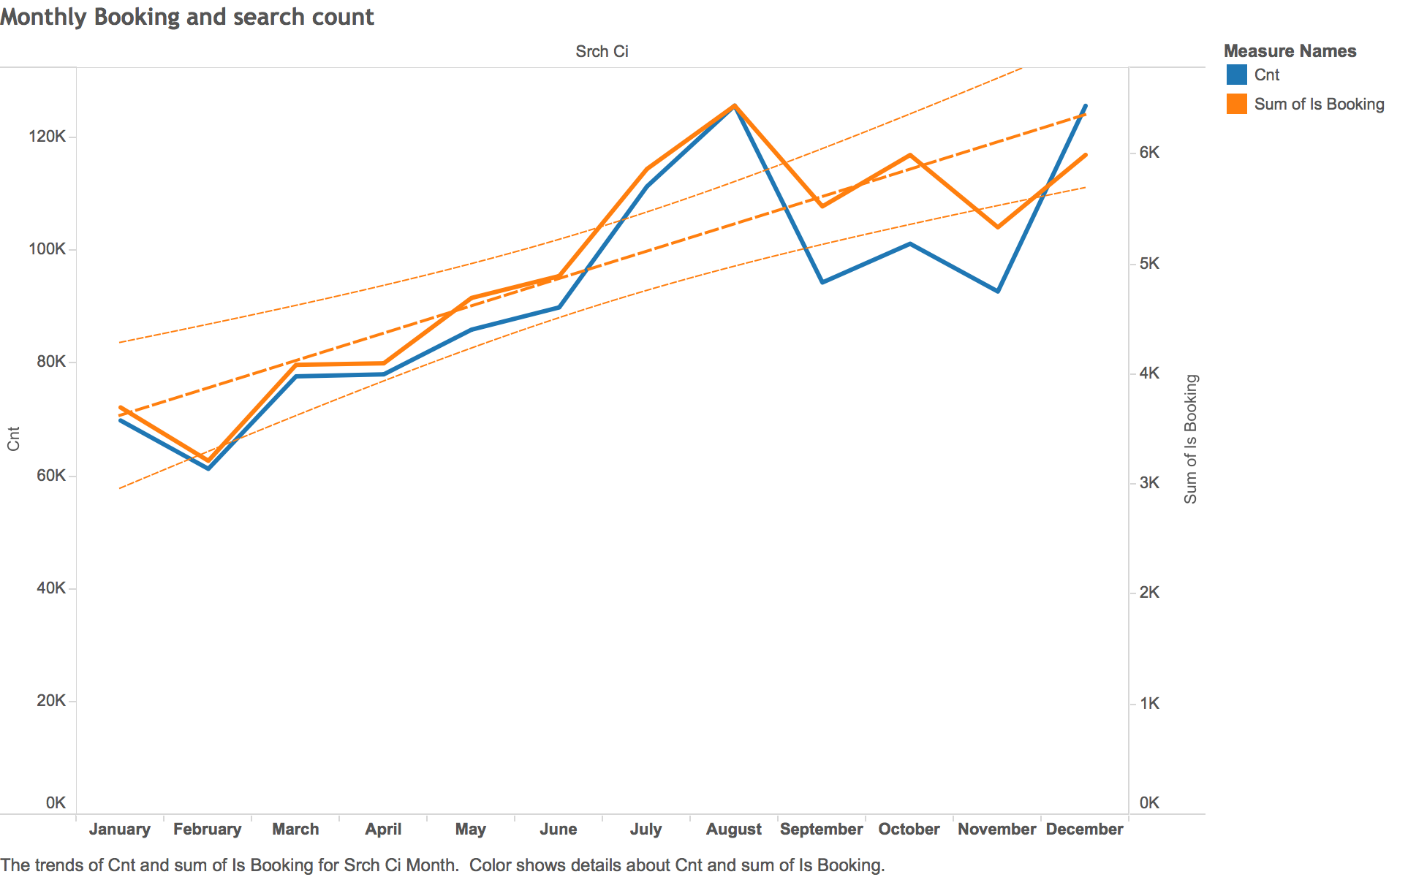 Monthly Booking and search count
Srch Ci
Measure Names
Cnt
Sum of Is Booking
120K
100K
80K
60K
40K
20K
0K
Cnt
6K
5K
4K
3K
2K
1K
0K
Sum of Is Booking
January February March April May June July August September October November December
The trends of Cnt and sum of Is Booking for Srch Ci Month.  Color shows details about Cnt and sum of Is Booking.